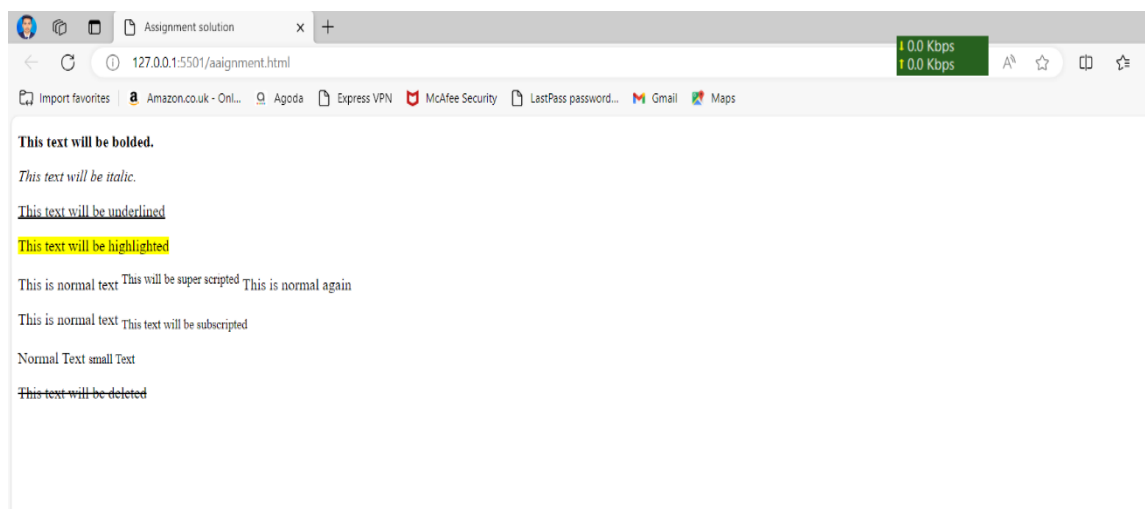 Assignment solution
127.0.0.1:5501/aaignment.html
↓ 0.0 Kbps
↑ 0.0 Kbps
Import favorites Amazon.co.uk - Onl... Agoda Express VPN McAfee Security LastPass password... Gmail Maps
This text will be bolded.
This text will be italic.
This text will be underlined
This text will be highlighted
This is normal text This will be super scripted This is normal again
This is normal text This text will be subscripted
Normal Text small Text
This text will be deleted